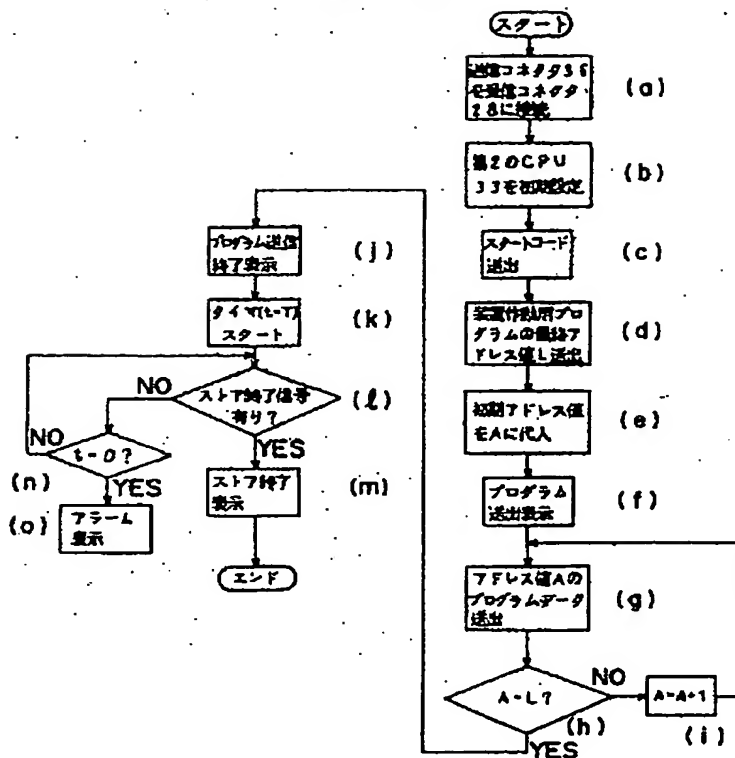 スタート
送信コネクタ36
を受信コネクタ
28に接続
(a)
第2のCPU
33を初期設定
(b)
スタートコード
送出
(c)
装置作動用プロ
グラムの最終ア
ドレス値L送出
(d)
初期アドレス値
をAに代入
(e)
プログラム
送出表示
(f)
アドレス値Aの
プログラムデータ
送出
(g)
A=L?
(h)
NO
A=A+1
(i)
YES
プログラム送信
終了表示
(j)
タイマ(t=T)
スタート
(k)
ストア終了信号
有り?
(l)
NO
YES
ストア終了
表示
(m)
エンド
t=0?
(n)
NO
YES
アラーム
表示
(o)